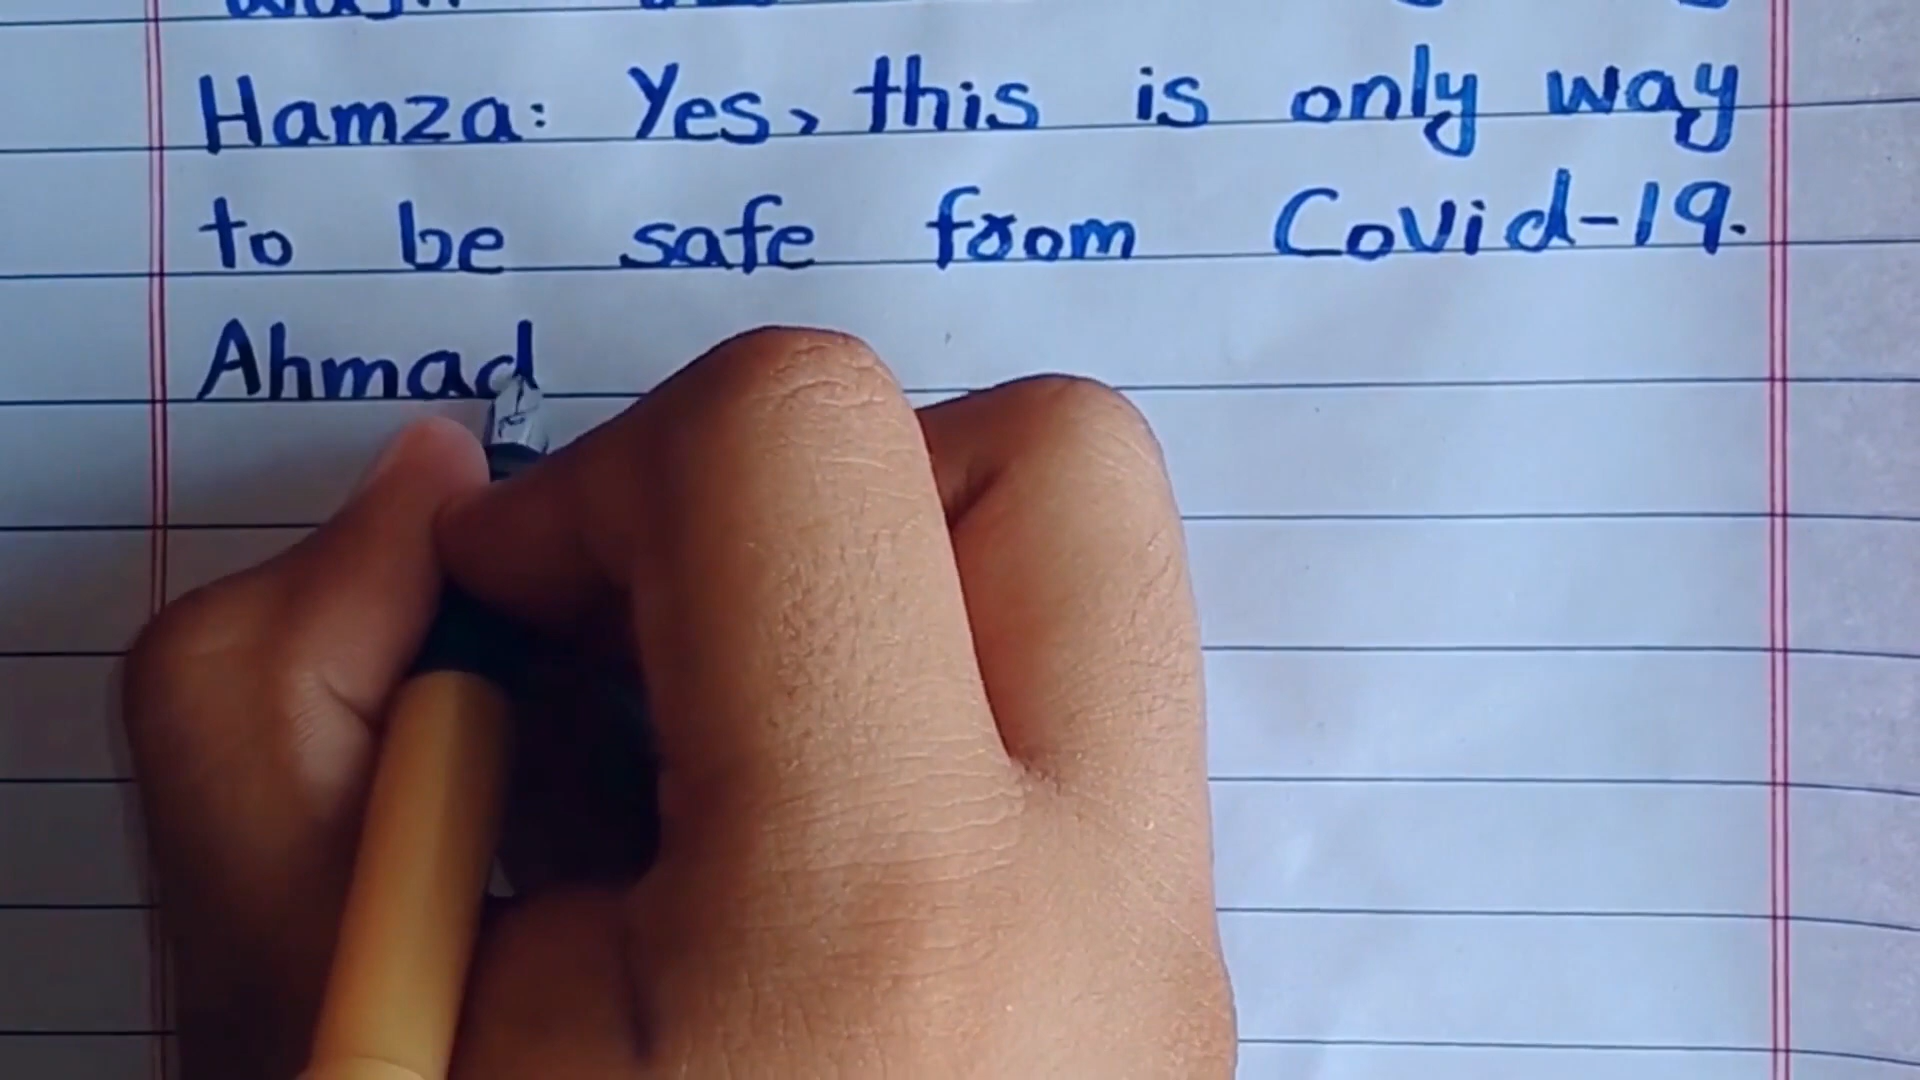 Hamza: Yes, this is only way
to be safe from Covid-19.
Ahmad